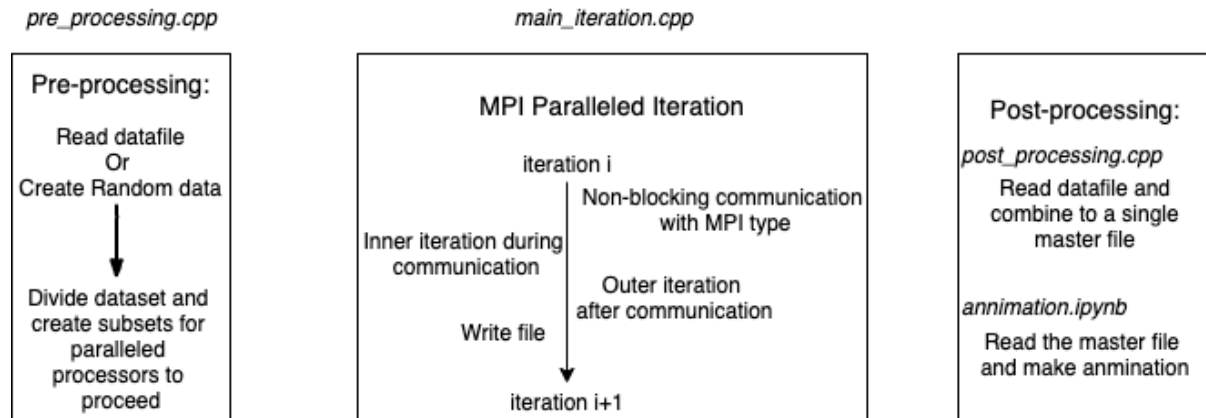 pre_processing.cpp
Pre-processing:
Read datafile
Or
Create Random data
Divide dataset and
create subsets for
paralleled
processors to
proceed
main_iteration.cpp
MPI Paralleled Iteration
iteration i
Non-blocking communication
with MPI type
Inner iteration during
communication
Outer iteration
after communication
Write file
iteration i+1
Post-processing:
post_processing.cpp
Read datafile and
combine to a single
master file
annimation.ipynb
Read the master file
and make anmination